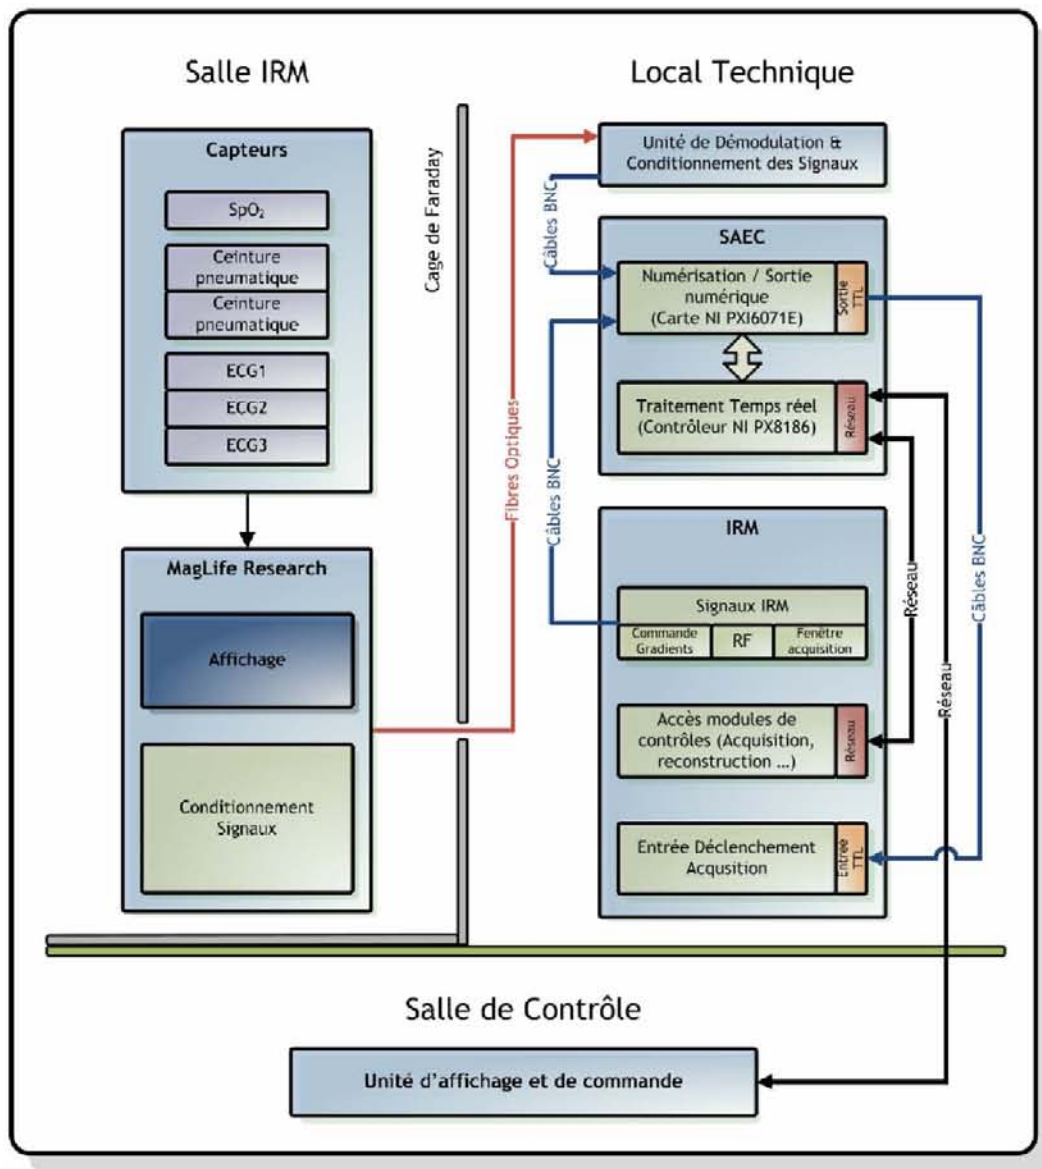 Salle IRM
Capteurs
SpO₂
Ceinture
pneumatique
Ceinture
pneumatique
ECG1
ECG2
ECG3
MagLife Research
Affichage
Conditionnement
Signaux
Cage de Faraday
Fibres Optiques
Local Technique
Unité de Démodulation &
Conditionnement des Signaux
Câbles BNC
SAEC
Numérisation / Sortie
numérique
(Carte NI PXI6071E)
Sortie
TTL
Traitement Temps réel
(Contrôleur NI PX8186)
Réseau
Câbles BNC
IRM
Signaux IRM
Commande
Gradients
RF
Fenêtre
acquisition
Accès modules de
contrôles (Acquisition,
reconstruction ...)
Réseau
Entrée Déclenchement
Acqusition
Entrée
TTL
Réseau
Réseau
Câbles BNC
Salle de Contrôle
Unité d'affichage et de commande